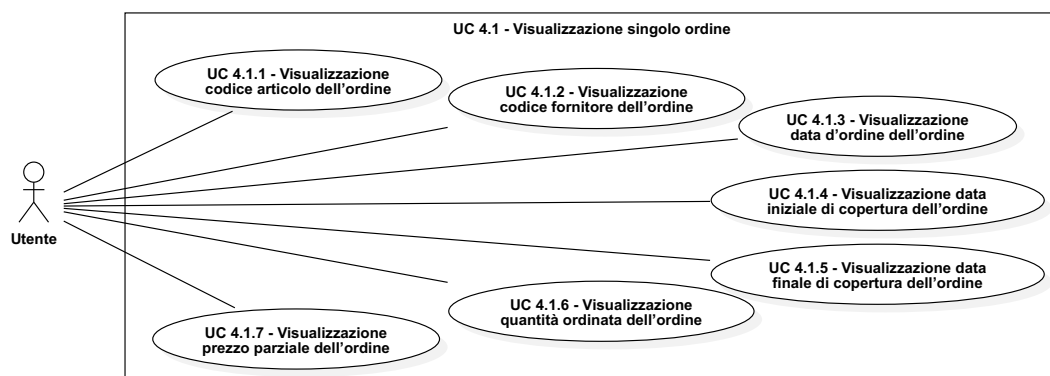 UC 4.1 - Visualizzazione singolo ordine
UC 4.1.1 - Visualizzazione
codice articolo dell'ordine
UC 4.1.2 - Visualizzazione
codice fornitore dell'ordine
UC 4.1.3 - Visualizzazione
data d'ordine dell'ordine
UC 4.1.4 - Visualizzazione data
iniziale di copertura dell'ordine
Utente
UC 4.1.5 - Visualizzazione data
finale di copertura dell'ordine
UC 4.1.6 - Visualizzazione
quantità ordinata dell'ordine
UC 4.1.7 - Visualizzazione
prezzo parziale dell'ordine